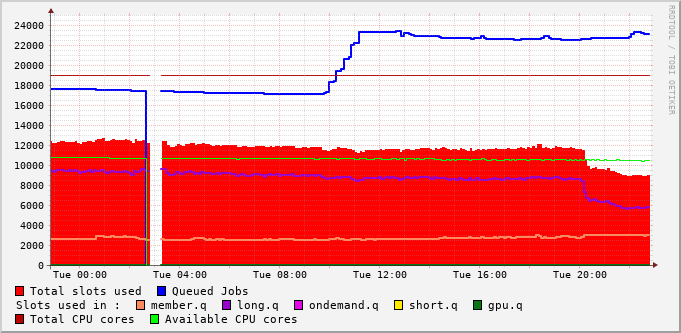 24000
22000
20000
18000
16000
14000
12000
10000
8000
6000
4000
2000
0
Tue 00:00 Tue 04:00 Tue 08:00 Tue 12:00 Tue 16:00 Tue 20:00
Total slots used Queued Jobs
Slots used in : member.q long.q ondemand.q short.q gpu.q
Total CPU cores Available CPU cores
RRDTOOL / TOBI OETIKER